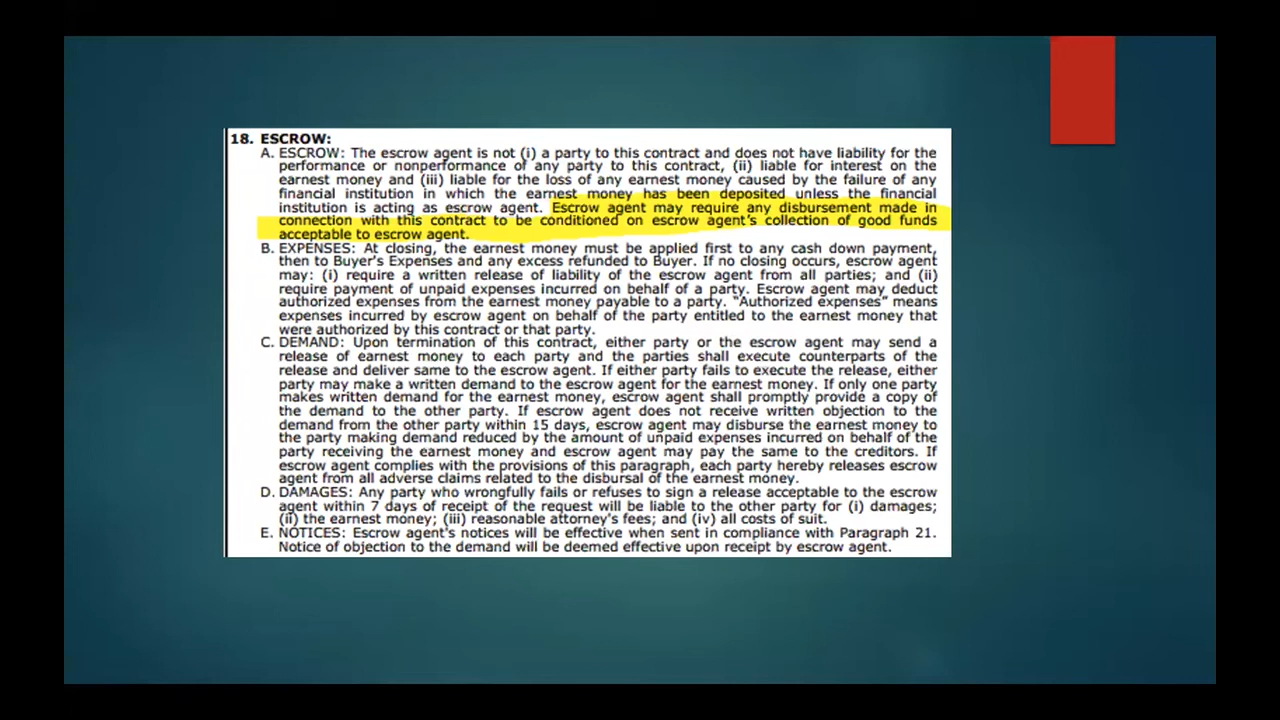 18. ESCROW:
A. ESCROW: The escrow agent is not (i) a party to this contract and does not have liability for the
performance or nonperformance of any party to this contract, (ii) liable for interest on the
earnest money and (iii) liable for the loss of any earnest money caused by the failure of any
financial institution in which the earnest money has been deposited unless the financial
institution is acting as escrow agent. Escrow agent may require any disbursement made in
connection with this contract to be conditioned on escrow agent's collection of good funds
acceptable to escrow agent.
B. EXPENSES: At closing, the earnest money must be applied first to any cash down payment,
then to Buyer's Expenses and any excess refunded to Buyer. If no closing occurs, escrow agent
may: (i) require a written release of liability of the escrow agent from all parties; and (ii)
require payment of unpaid expenses incurred on behalf of a party. Escrow agent may deduct
authorized expenses from the earnest money payable to a party. "Authorized expenses" means
expenses incurred by escrow agent on behalf of the party entitled to the earnest money that
were authorized by this contract or that party.
C. DEMAND: Upon termination of this contract, either party or the escrow agent may send a
release of earnest money to each party and the parties shall execute counterparts of the
release and deliver same to the escrow agent. If either party fails to execute the release, either
party may make a written demand to the escrow agent for the earnest money. If only one party
makes written demand for the earnest money, escrow agent shall promptly provide a copy of
the demand to the other party. If escrow agent does not receive written objection to the
demand from the other party within 15 days, escrow agent may disburse the earnest money to
the party making demand reduced by the amount of unpaid expenses incurred on behalf of the
party receiving the earnest money and escrow agent may pay the same to the creditors. If
escrow agent complies with the provisions of this paragraph, each party hereby releases escrow
agent from all adverse claims related to the disbursal of the earnest money.
D. DAMAGES: Any party who wrongfully fails or refuses to sign a release acceptable to the escrow
agent within 7 days of receipt of the request will be liable to the other party for (i) damages;
(ii) the earnest money; (iii) reasonable attorney's fees; and (iv) all costs of suit.
E. NOTICES: Escrow agent's notices will be effective when sent in compliance with Paragraph 21.
Notice of objection to the demand will be deemed effective upon receipt by escrow agent.